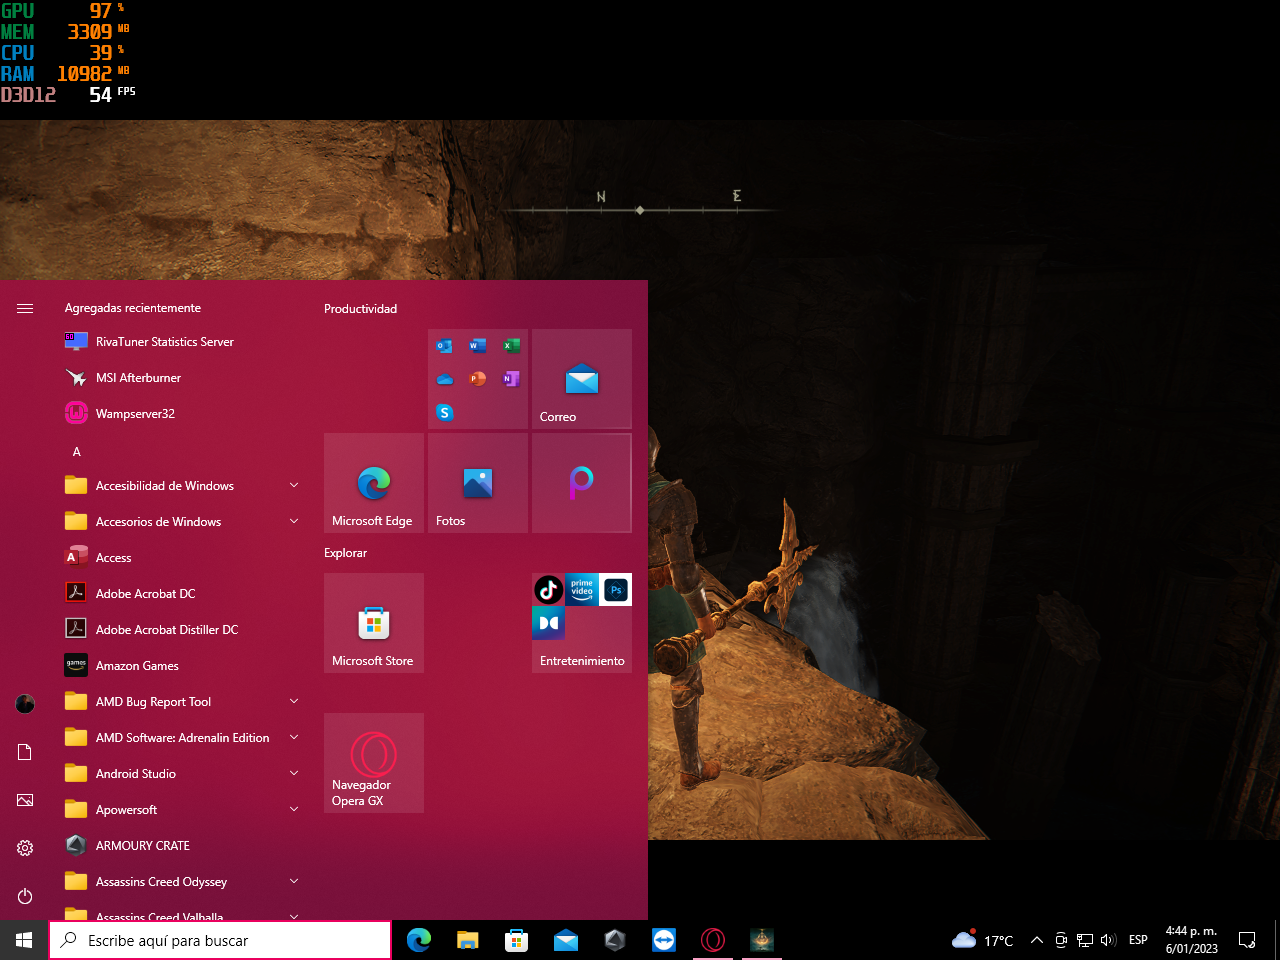 GPU 97 %
MEM 3309 MB
CPU 39 %
RAM 10982 MB
D3D12 54 FPS
N E
Agregadas recientemente
RivaTuner Statistics Server
MSI Afterburner
Wampserver32
A
Accesibilidad de Windows
Accesorios de Windows
Access
Adobe Acrobat DC
Adobe Acrobat Distiller DC
Amazon Games
AMD Bug Report Tool
AMD Software: Adrenalin Edition
Android Studio
Apowersoft
ARMOURY CRATE
Assassins Creed Odyssey
Assassins Creed Valhalla
Productividad
Correo
Microsoft Edge
Fotos
Explorar
Microsoft Store
prime
video
Ps
Entretenimiento
Navegador
Opera GX
Escribe aquí para buscar
17°C
ESP
4:44 p. m.
6/01/2023